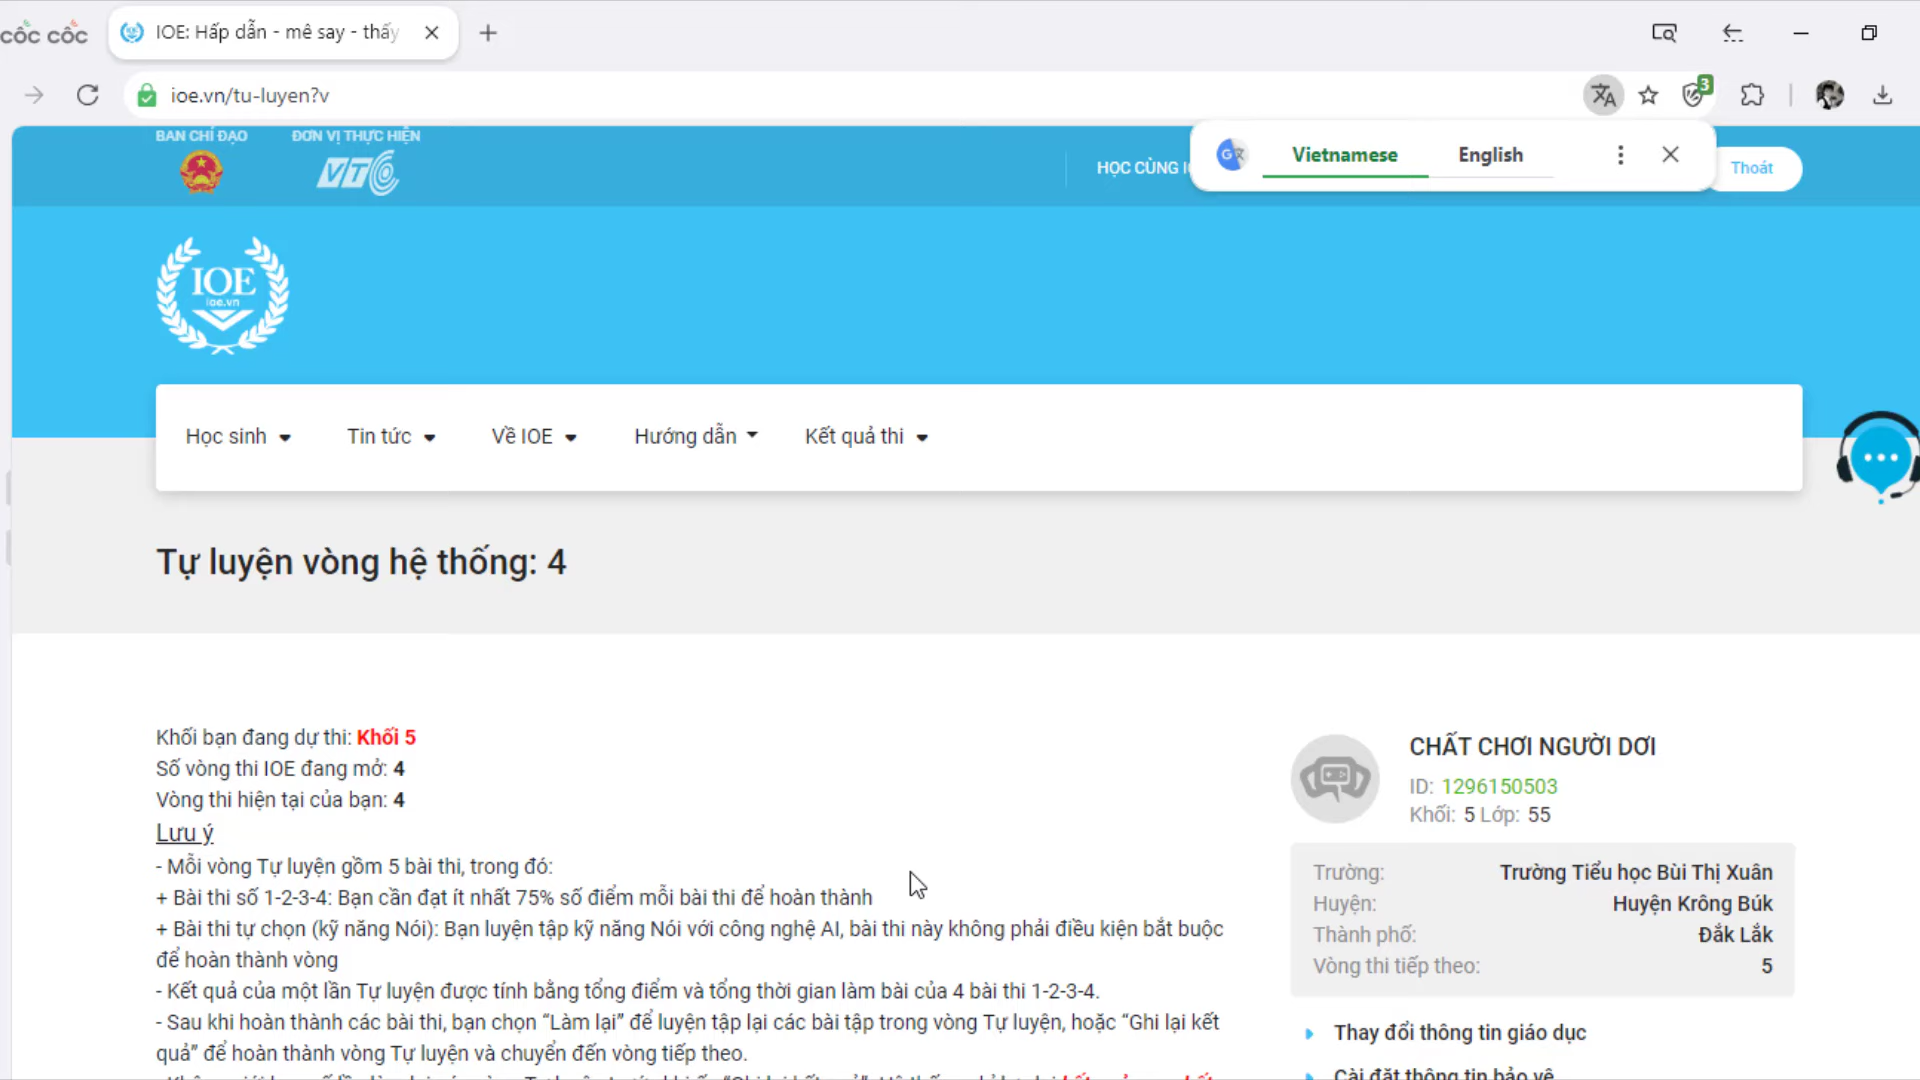 cốc cốc
IOE: Hấp dẫn - mê say - thấy
ioe.vn/tu-luyen?v
3
BAN CHỈ ĐẠO
ĐƠN VỊ THỰC HIỆN
VTC
HỌC CÙNG
Vietnamese
English
Thoát
IOE
ioe.vn
Học sinh
Tin tức
Về IOE
Hướng dẫn
Kết quả thi
Tự luyện vòng hệ thống: 4
Khối bạn đang dự thi: Khối 5
Số vòng thi IOE đang mở: 4
Vòng thi hiện tại của bạn: 4
Lưu ý
- Mỗi vòng Tự luyện gồm 5 bài thi, trong đó:
+ Bài thi số 1-2-3-4: Bạn cần đạt ít nhất 75% số điểm mỗi bài thi để hoàn thành
+ Bài thi tự chọn (kỹ năng Nói): Bạn luyện tập kỹ năng Nói với công nghệ AI, bài thi này không phải điều kiện bắt buộc
để hoàn thành vòng
- Kết quả của một lần Tự luyện được tính bằng tổng điểm và tổng thời gian làm bài của 4 bài thi 1-2-3-4.
- Sau khi hoàn thành các bài thi, bạn chọn “Làm lại” để luyện tập lại các bài tập trong vòng Tự luyện, hoặc “Ghi lại kết
quả” để hoàn thành vòng Tự luyện và chuyển đến vòng tiếp theo.
CHẤT CHƠI NGƯỜI DƠI
ID: 1296150503
Khối: 5 Lớp: 55
Trường: Trường Tiểu học Bùi Thị Xuân
Huyện: Huyện Krông Búk
Thành phố: Đắk Lắk
Vòng thi tiếp theo: 5
Thay đổi thông tin giáo dục
Cài đặt thông tin bảo vệ